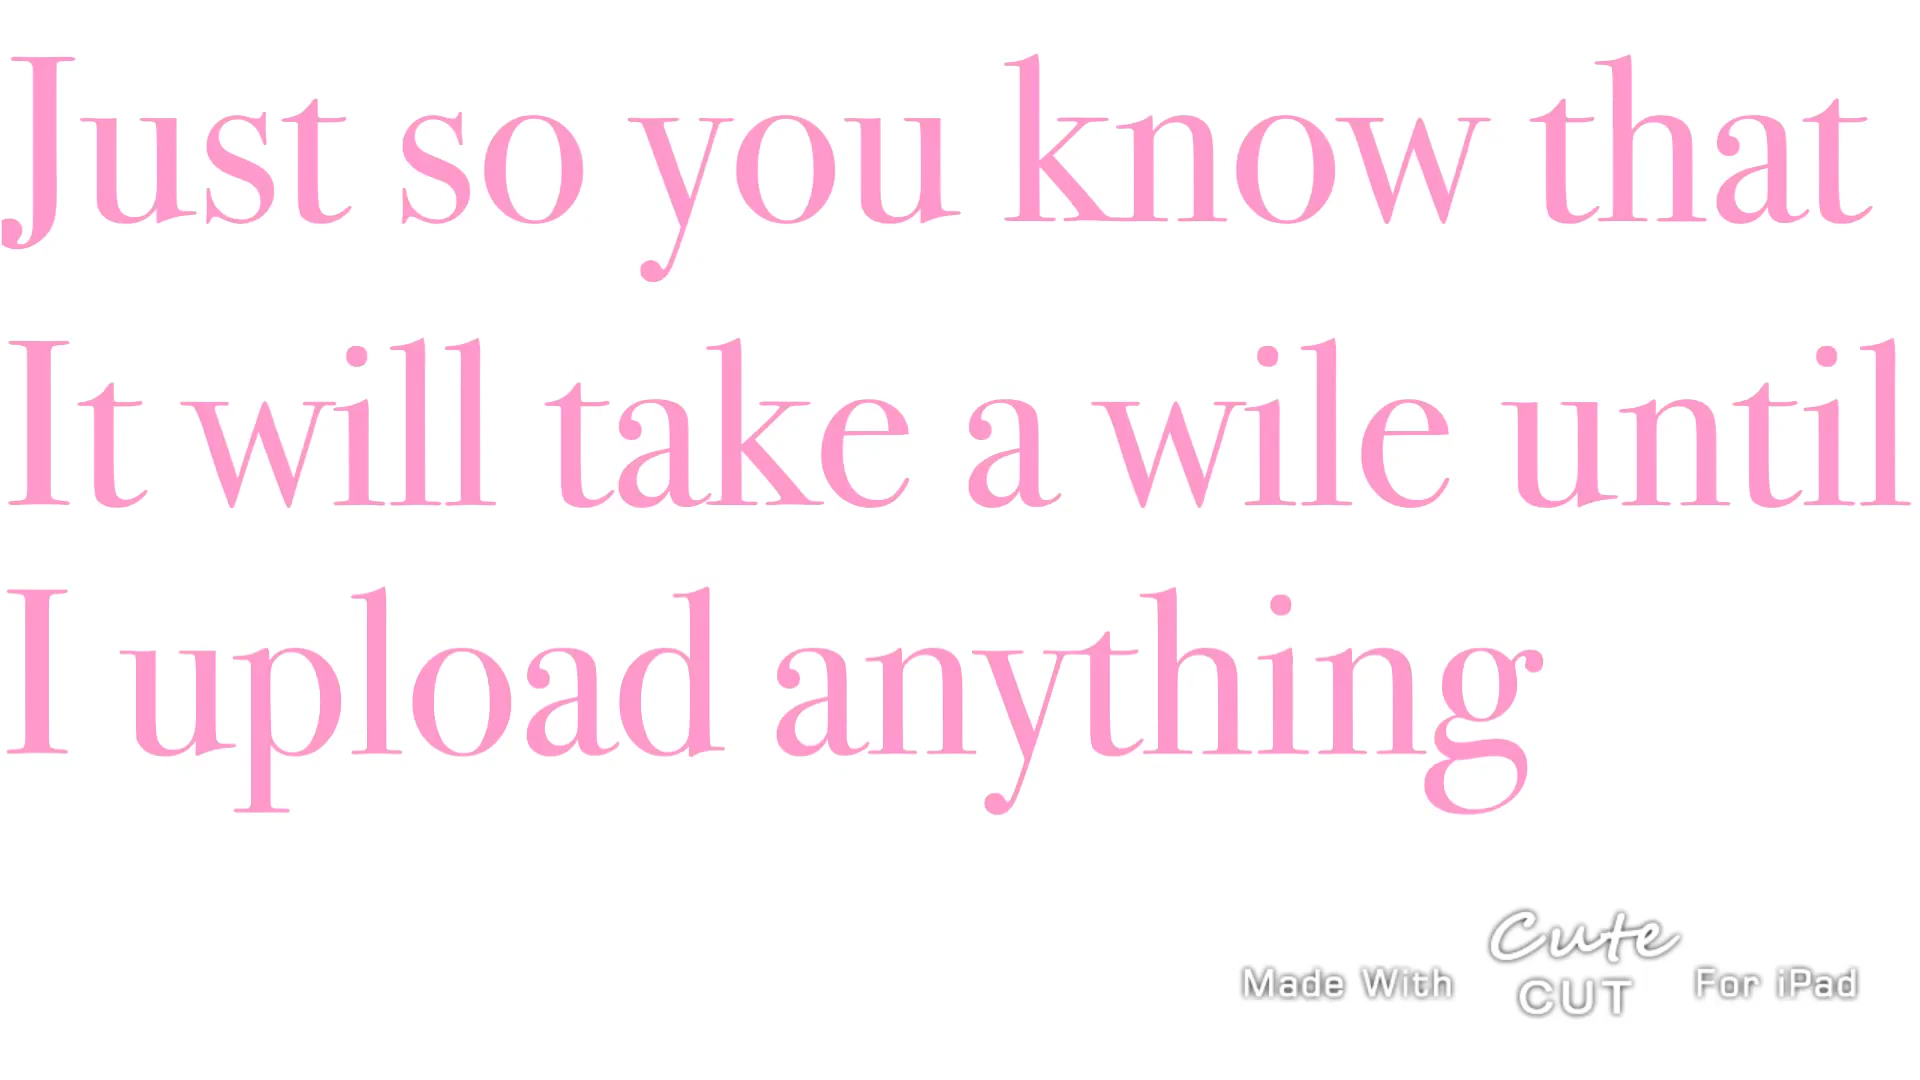 Just so you know that
It will take a wile until
I upload anything
Made With Cute CUT For iPad